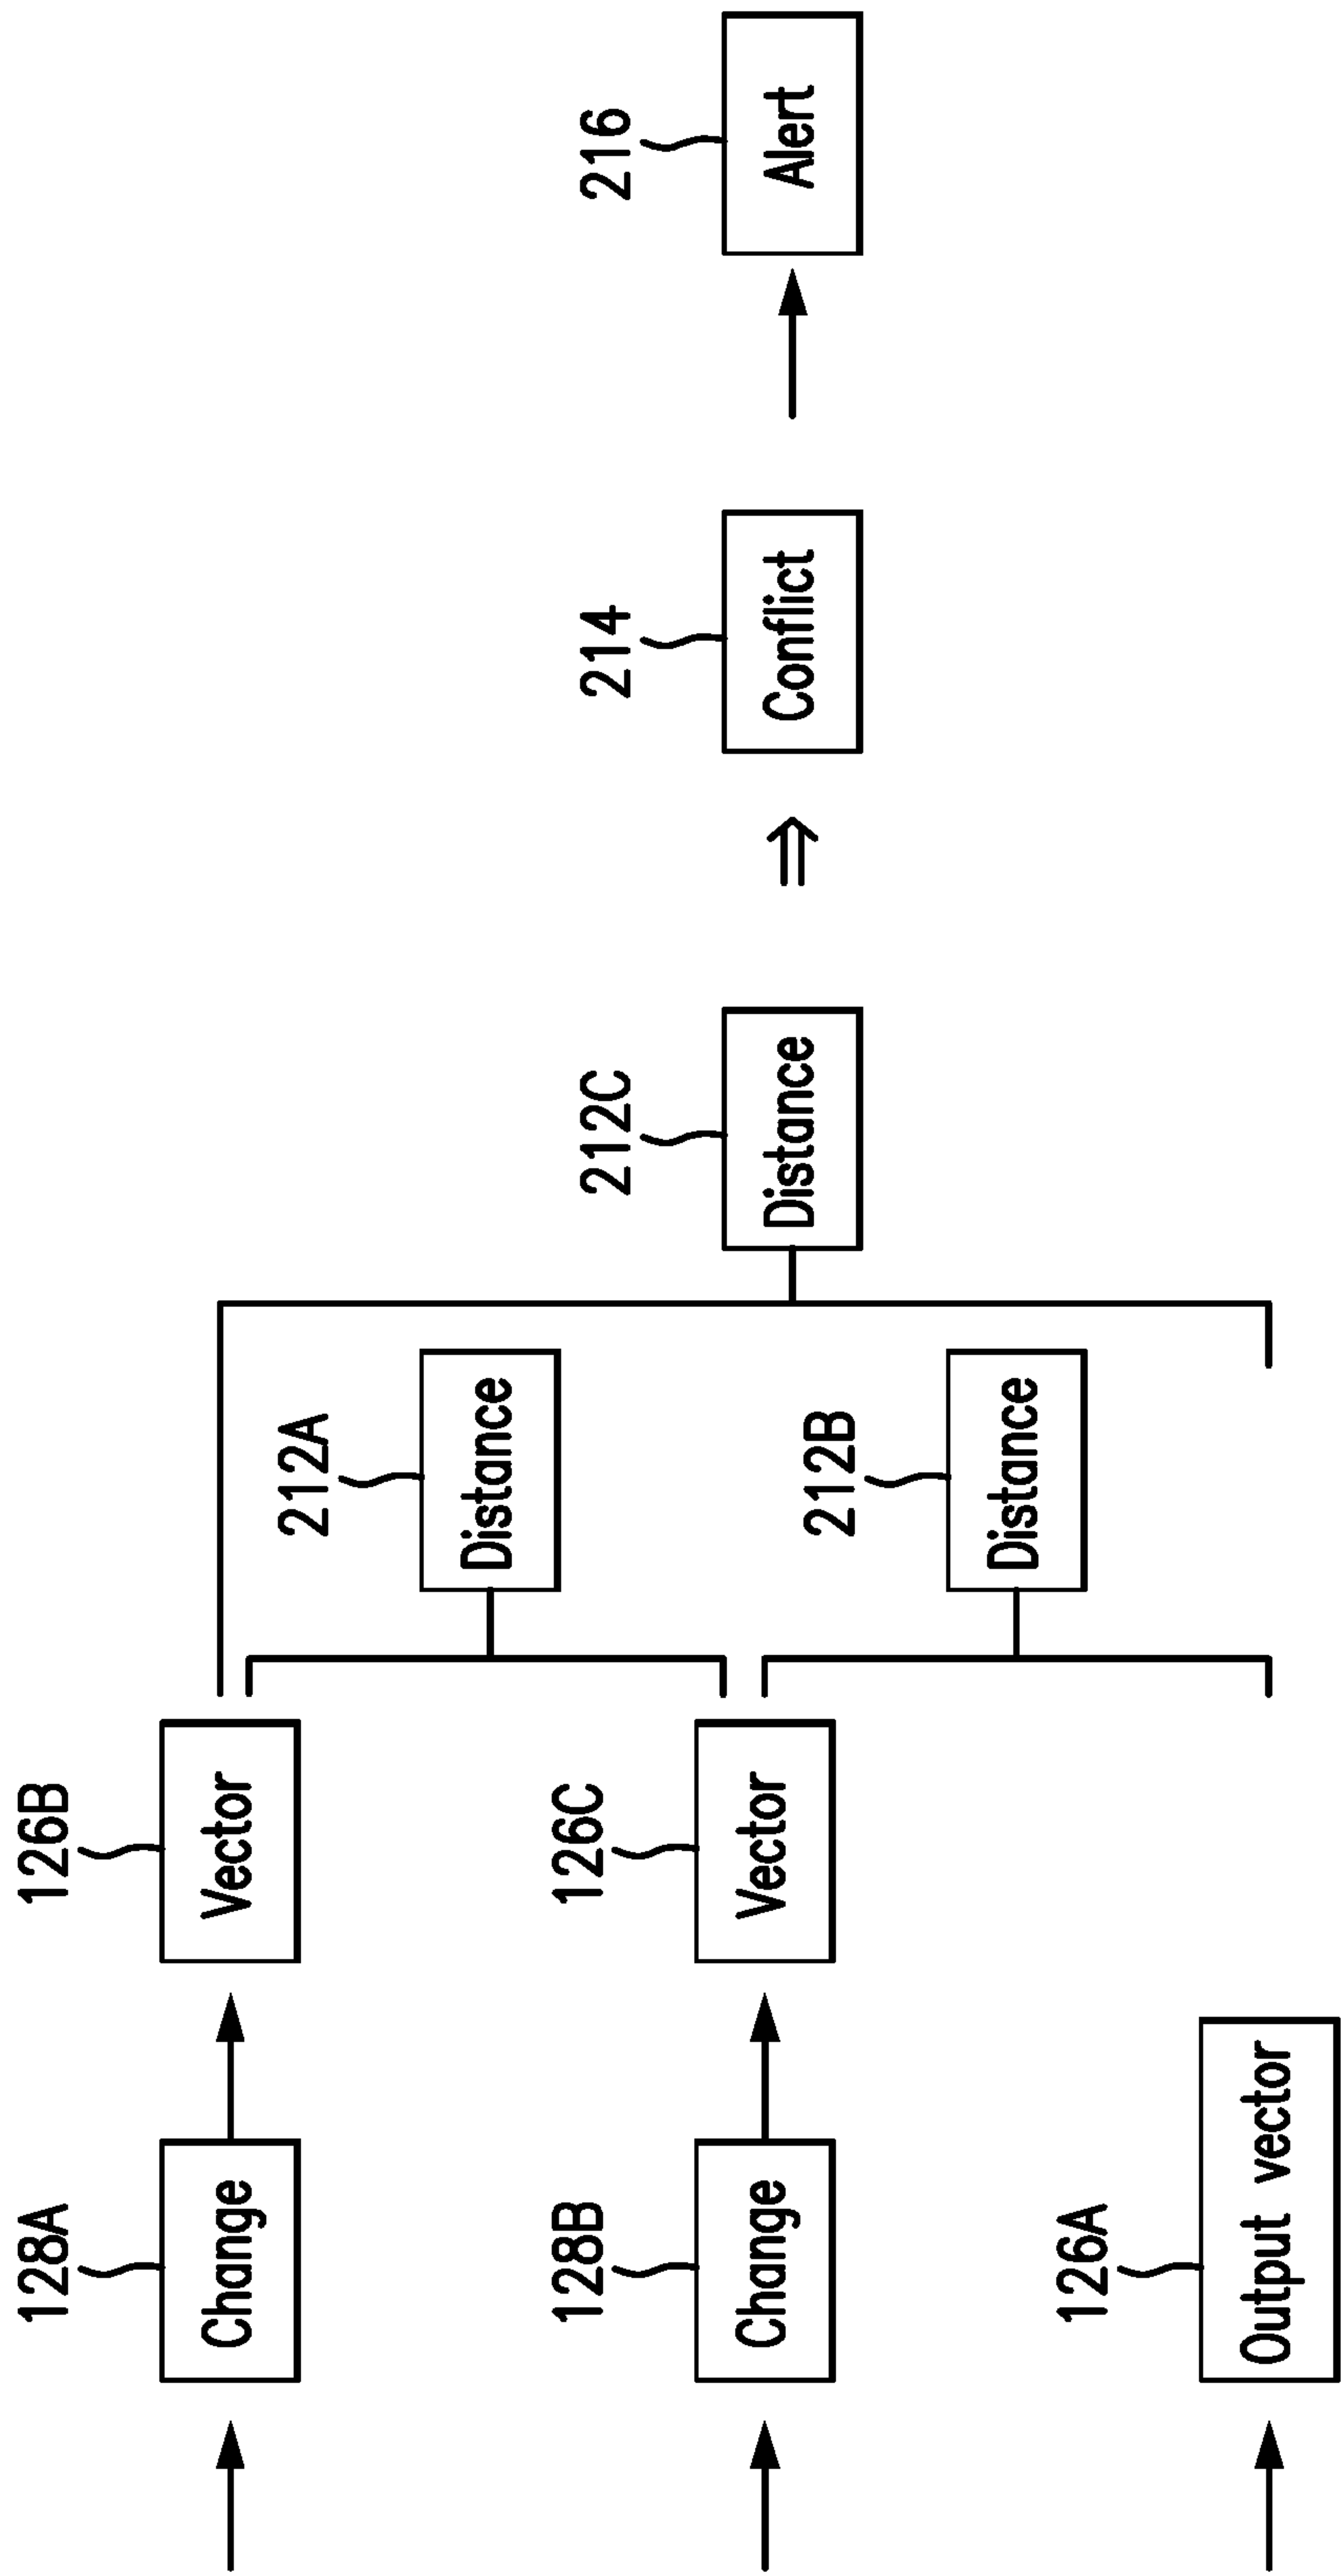 128A
Change
126B
Vector
212A
Distance
128B
Change
126C
Vector
212C
Distance
214
Conflict
216
Alert
212B
Distance
126A
Output vector